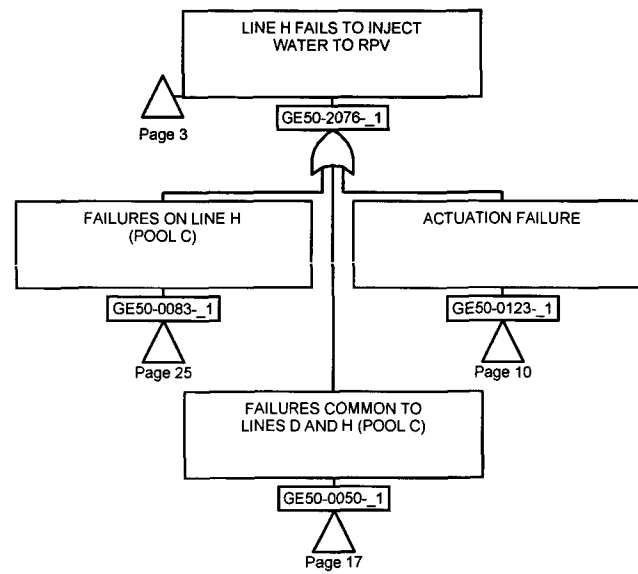 LINE H FAILS TO INJECT
WATER TO RPV
Page 3
GE50-2076-_1
FAILURES ON LINE H
(POOL C)
ACTUATION FAILURE
GE50-0083-_1
GE50-0123-_1
Page 25
Page 10
FAILURES COMMON TO
LINES D AND H (POOL C)
GE50-0050-_1
Page 17